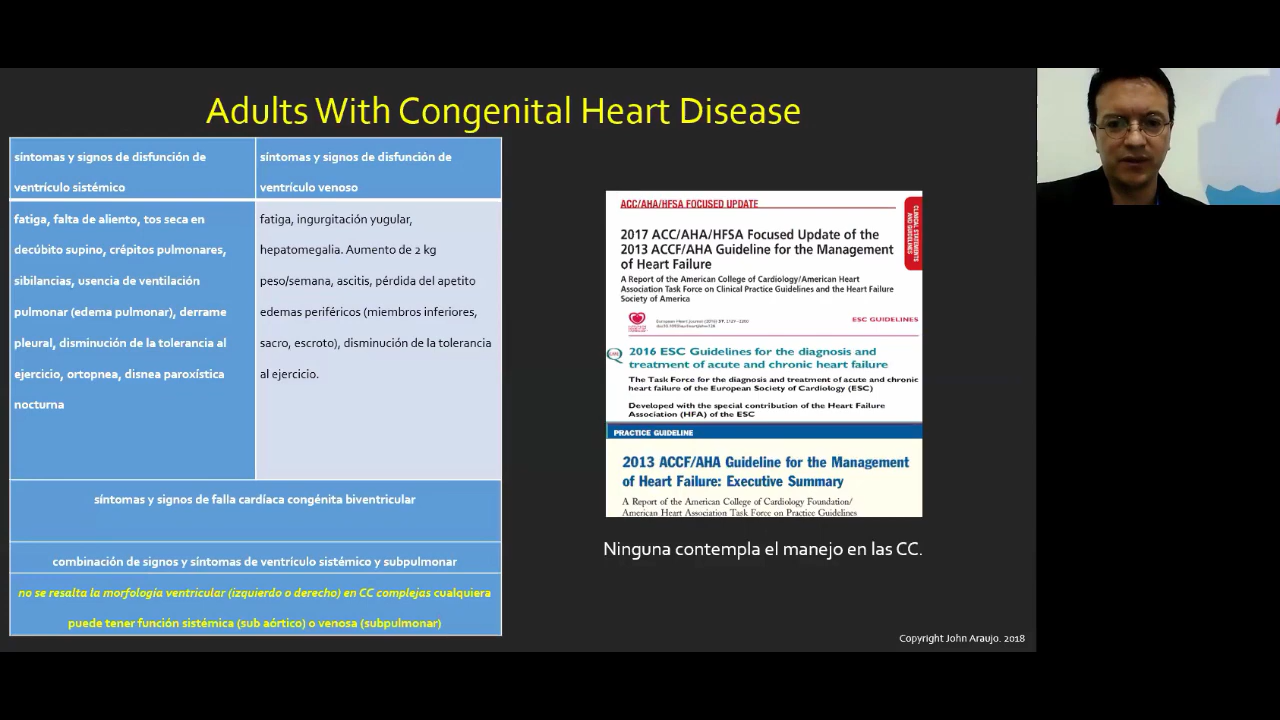 Adults With Congenital Heart Disease
síntomas y signos de disfunción de
ventrículo sistémico
síntomas y signos de disfunción de
ventrículo venoso
fatiga, falta de aliento, tos seca en
decúbito supino, crépitos pulmonares,
sibilancias, usencia de ventilación
pulmonar (edema pulmonar), derrame
pleural, disminución de la tolerancia al
ejercicio, ortopnea, disnea paroxística
nocturna
fatiga, ingurgitación yugular,
hepatomegalia. Aumento de 2 kg
peso/semana, ascitis, pérdida del apetito
edemas periféricos (miembros inferiores,
sacro, escroto), disminución de la tolerancia
al ejercicio.
síntomas y signos de falla cardíaca congénita biventricular
combinación de signos y síntomas de ventrículo sistémico y subpulmonar
no se resalta la morfología ventricular (izquierdo o derecho) en CC complejas cualquiera
puede tener función sistémica (sub aórtico) o venosa (subpulmonar)
ACC/AHA/HFSA FOCUSED UPDATE
CLINICAL STATEMENTS
AND GUIDELINES
2017 ACC/AHA/HFSA Focused Update of the
2013 ACCF/AHA Guideline for the Management
of Heart Failure
A Report of the American College of Cardiology/American Heart
Association Task Force on Clinical Practice Guidelines and the Heart Failure
Society of America
European Heart Journal (2016)
ESC GUIDELINES
2016 ESC Guidelines for the diagnosis and
treatment of acute and chronic heart failure
The Task Force for the diagnosis and treatment of acute and chronic
heart failure of the European Society of Cardiology (ESC)
Developed with the special contribution of the Heart Failure
Association (HFA) of the ESC
PRACTICE GUIDELINE
2013 ACCF/AHA Guideline for the Management
of Heart Failure: Executive Summary
A Report of the American College of Cardiology Foundation/
American Heart Association Task Force on Practice Guidelines
Ninguna contempla el manejo en las CC.
Copyright John Araujo. 2018